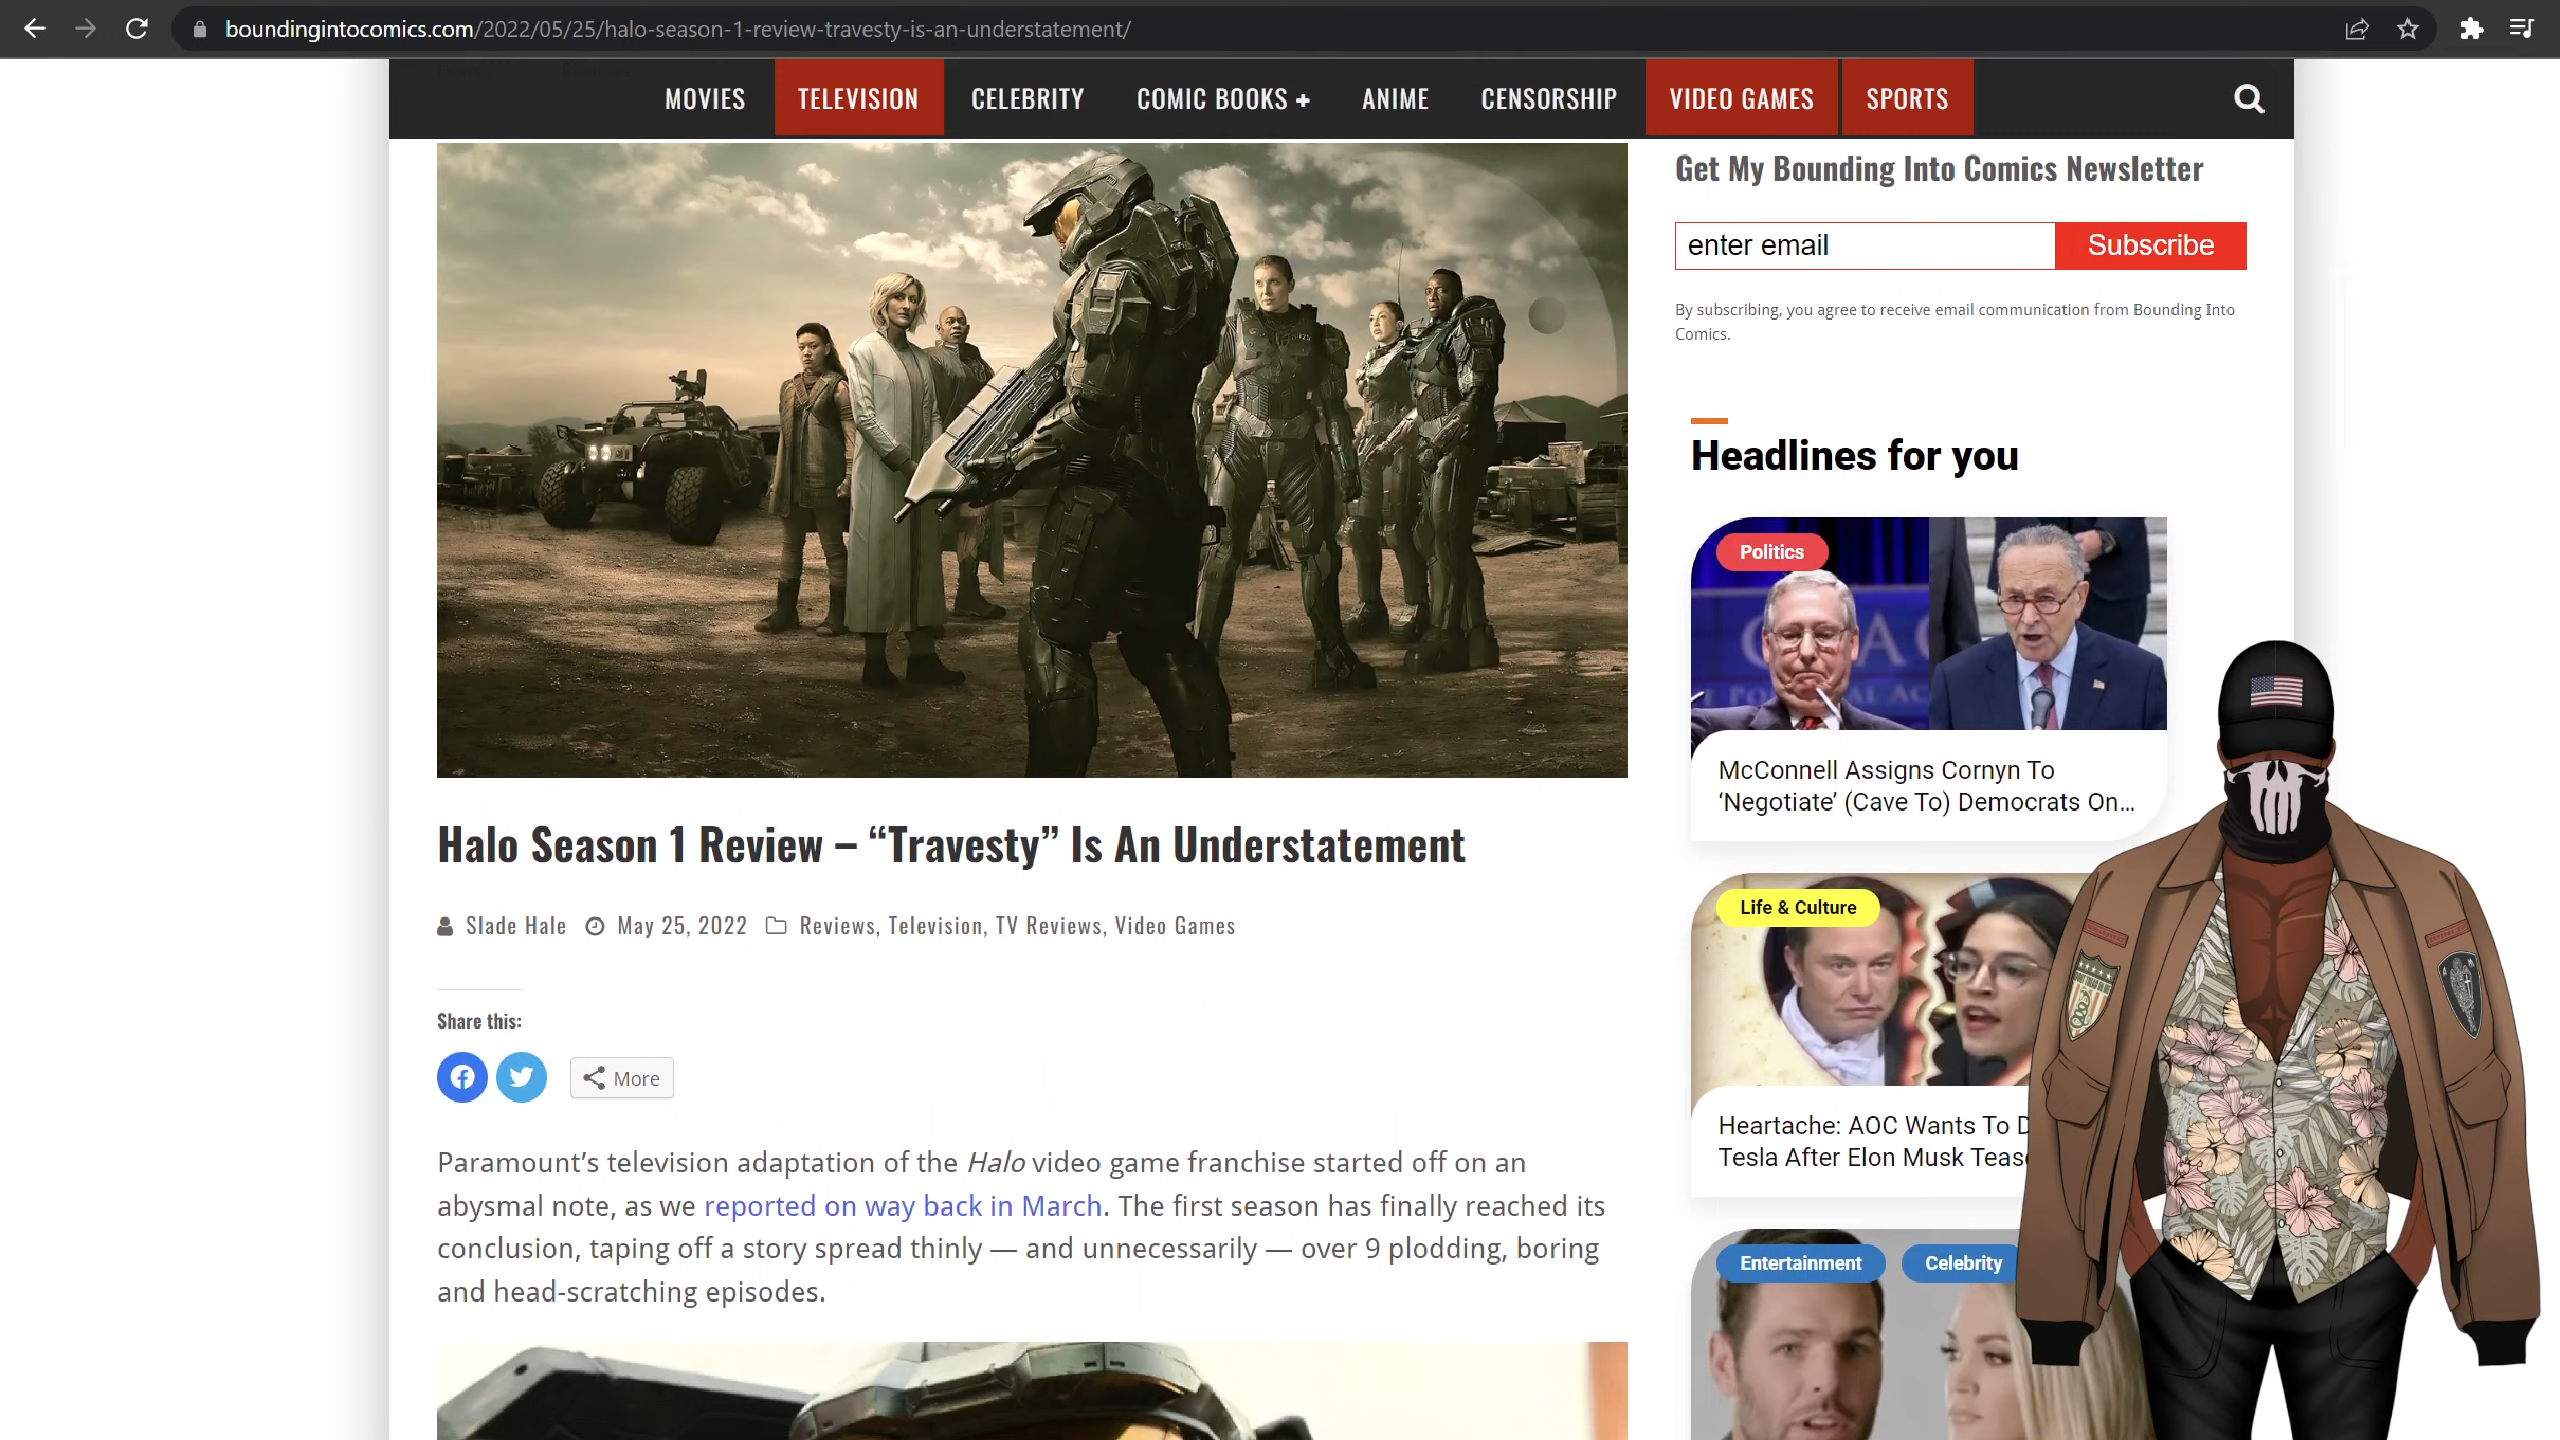 boundingintocomics.com/2022/05/25/halo-season-1-review-travesty-is-an-understatement/
MOVIES TELEVISION CELEBRITY COMIC BOOKS + ANIME CENSORSHIP VIDEO GAMES SPORTS
Get My Bounding Into Comics Newsletter
enter email Subscribe
By subscribing, you agree to receive email communication from Bounding Into
Comics.
Headlines for you
Politics
McConnell Assigns Cornyn To
‘Negotiate’ (Cave To) Democrats On...
Halo Season 1 Review – “Travesty” Is An Understatement
Slade Hale May 25, 2022 Reviews, Television, TV Reviews, Video Games
Share this:
More
Life & Culture
Heartache: AOC Wants To
Tesla After Elon Musk
Paramount’s television adaptation of the Halo video game franchise started off on an
abysmal note, as we reported on way back in March. The first season has finally reached its
conclusion, taping off a story spread thinly — and unnecessarily — over 9 plodding, boring
and head-scratching episodes.
Entertainment Celebrity